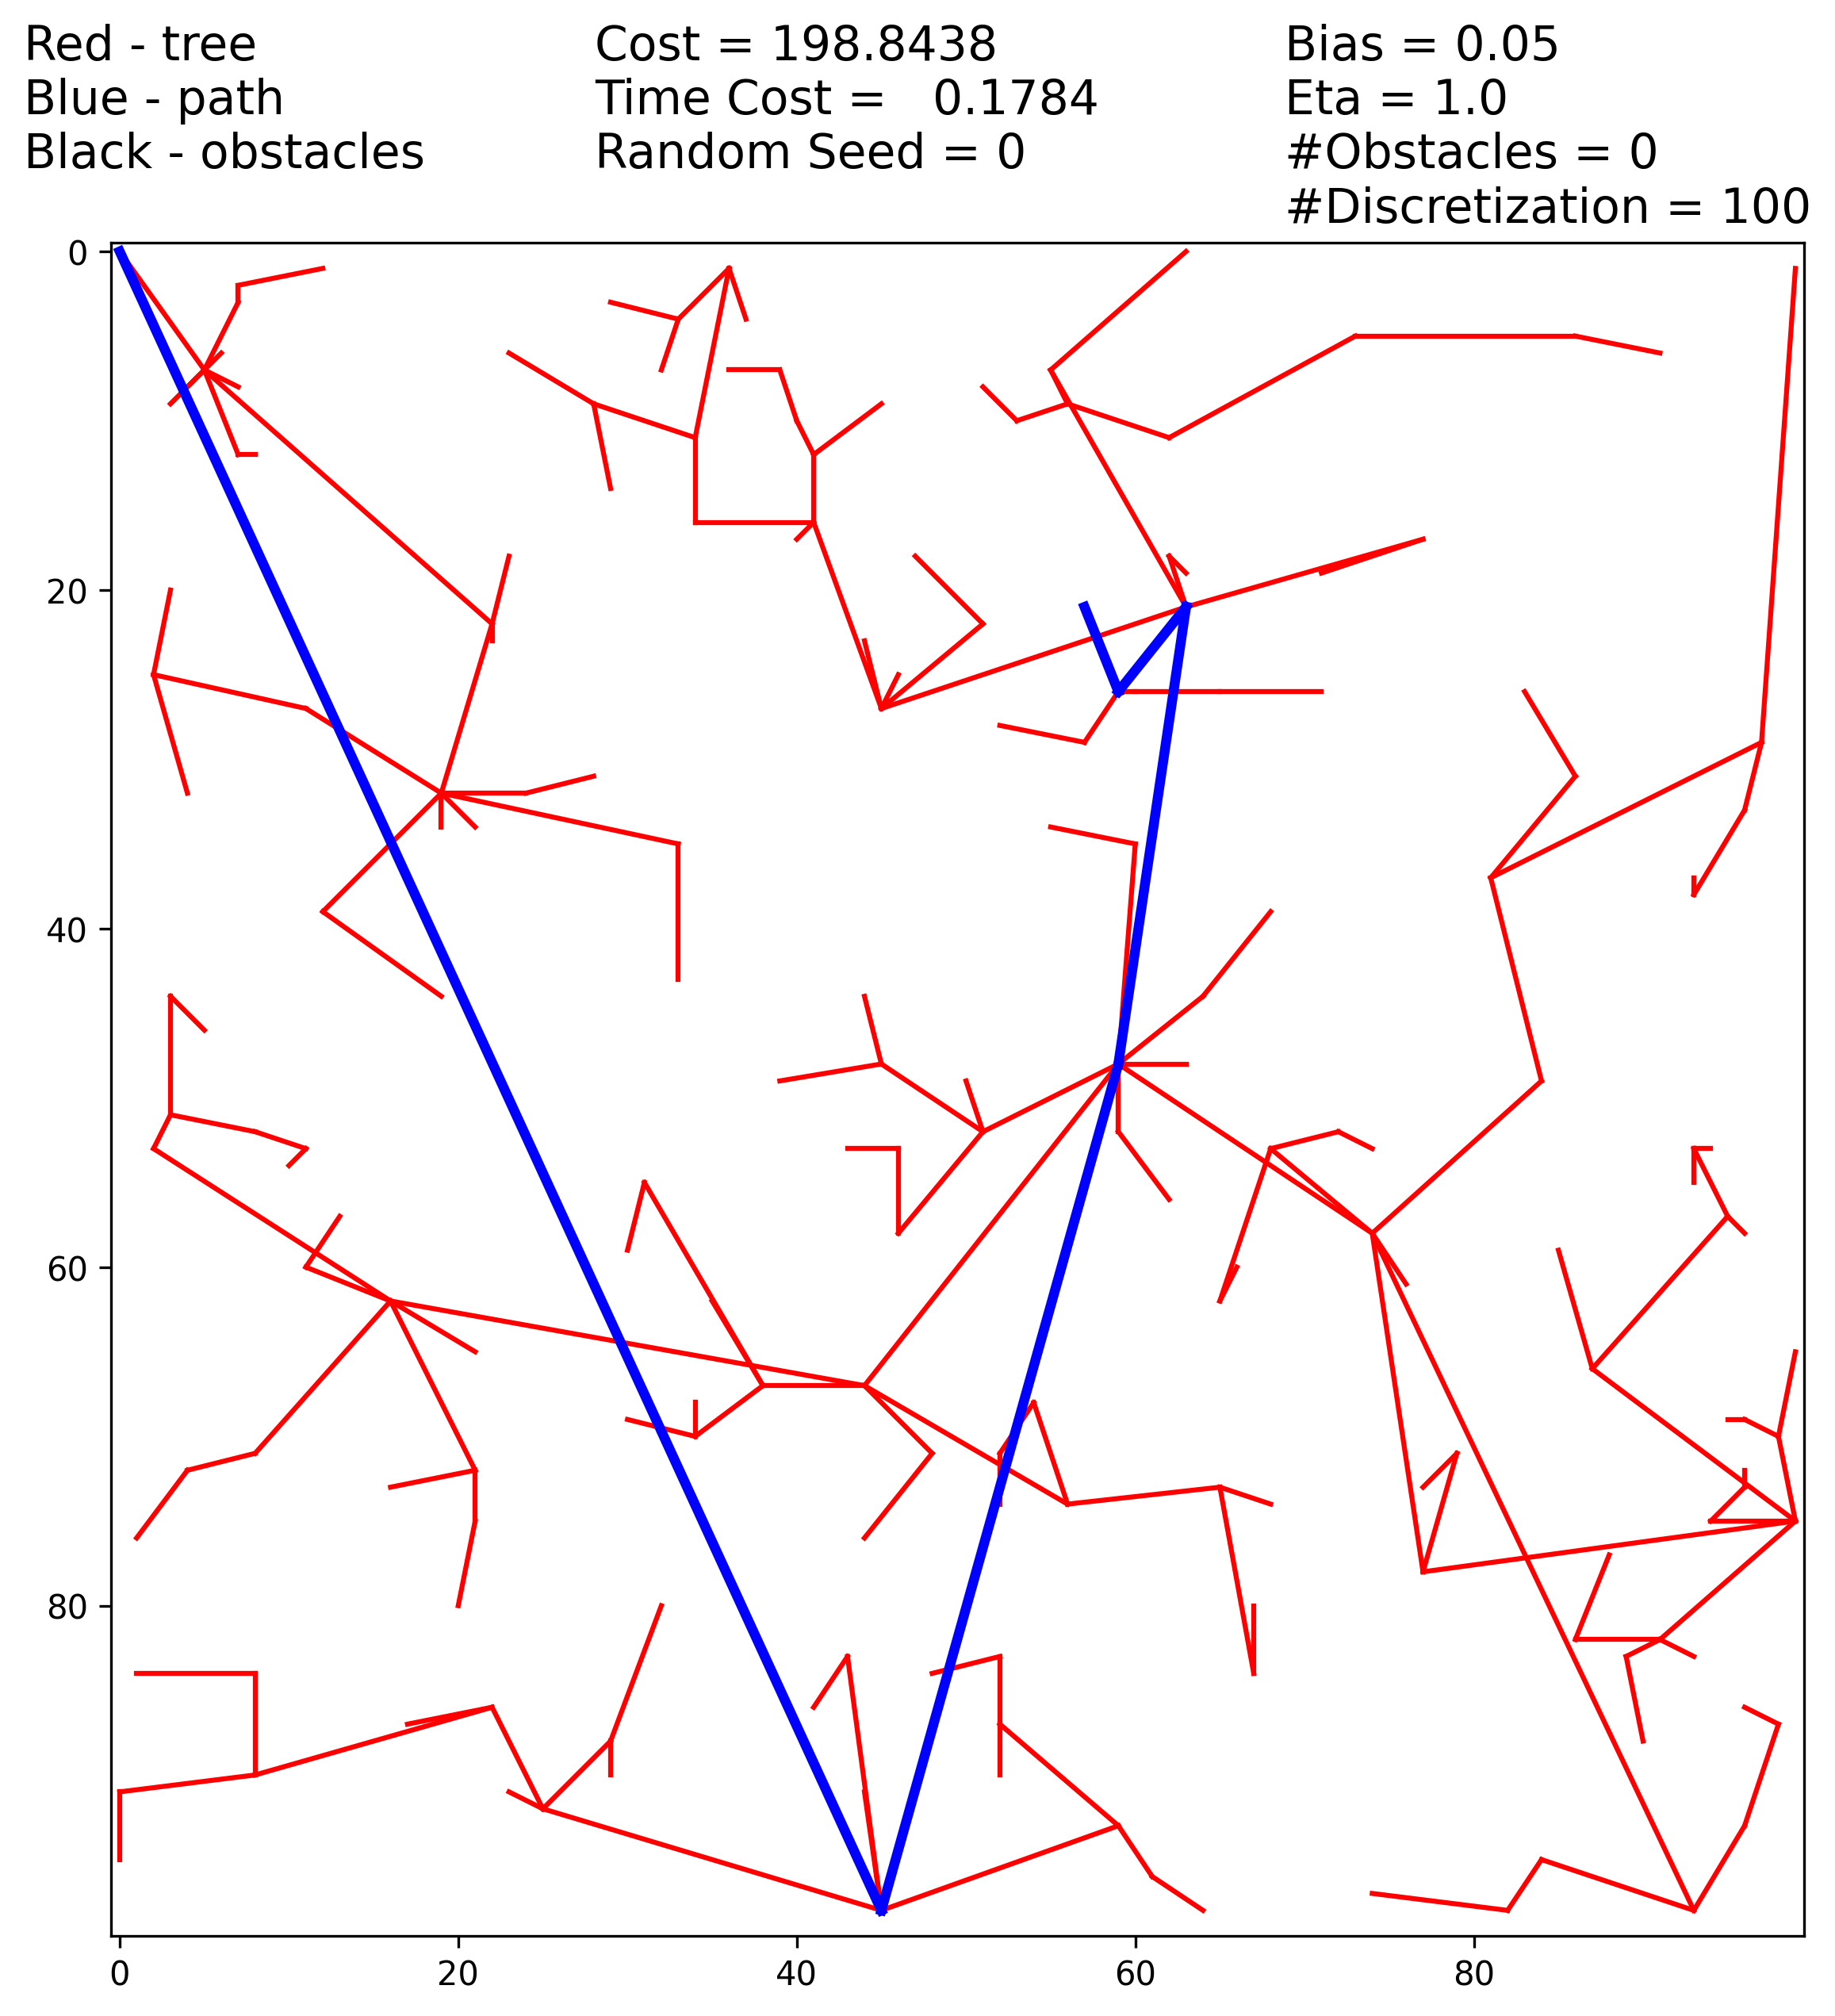 Red - tree
Blue - path
Black - obstacles
Cost = 198.8438
Time Cost = 0.1784
Random Seed = 0
Bias = 0.05
Eta = 1.0
#Obstacles = 0
#Discretization = 100
0
20
40
60
80
0 20 40 60 80